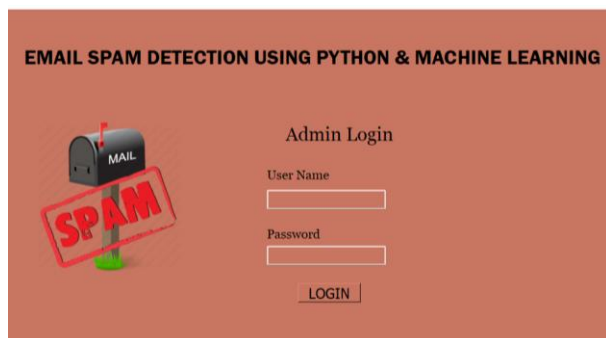 EMAIL SPAM DETECTION USING PYTHON & MACHINE LEARNING
Admin Login
MAIL
User Name
SPAM
Password
LOGIN